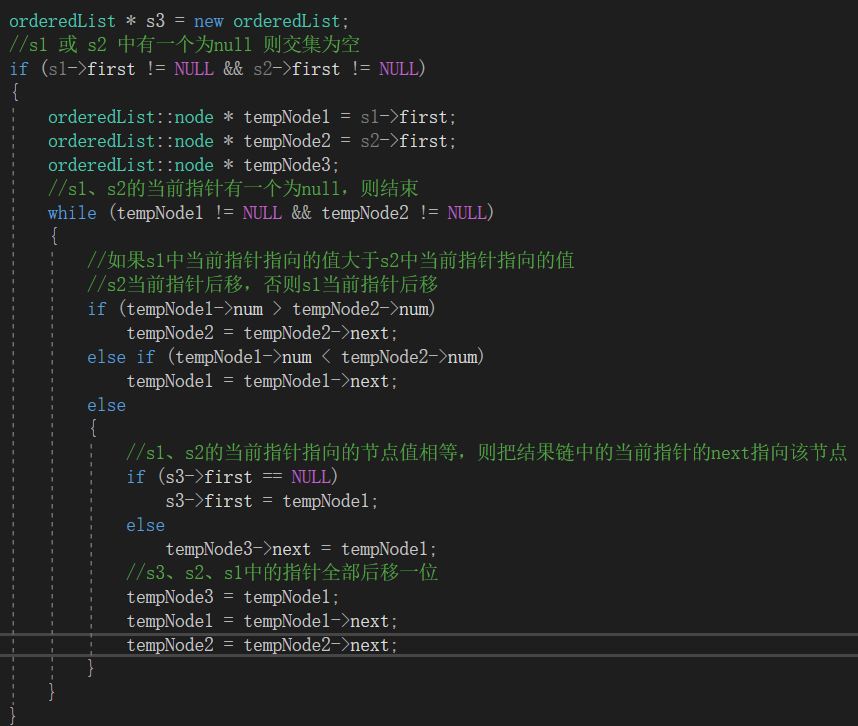 orderedList * s3 = new orderedList;
//s1 或 s2 中有一个为null 则交集为空
if (s1->first != NULL && s2->first != NULL)
{
    orderedList::node * tempNode1 = s1->first;
    orderedList::node * tempNode2 = s2->first;
    orderedList::node * tempNode3;
    //s1、s2的当前指针有一个为null，则结束
    while (tempNode1 != NULL && tempNode2 != NULL)
    {
        //如果s1中当前指针指向的值大于s2中当前指针指向的值
        //s2当前指针后移，否则s1当前指针后移
        if (tempNode1->num > tempNode2->num)
            tempNode2 = tempNode2->next;
        else if (tempNode1->num < tempNode2->num)
            tempNode1 = tempNode1->next;
        else
        {
            //s1、s2的当前指针指向的节点值相等，则把结果链中的当前指针的next指向该节点
            if (s3->first == NULL)
                s3->first = tempNode1;
            else
                tempNode3->next = tempNode1;
            //s3、s2、s1中的指针全部后移一位
            tempNode3 = tempNode1;
            tempNode1 = tempNode1->next;
            tempNode2 = tempNode2->next;
        }
    }
}